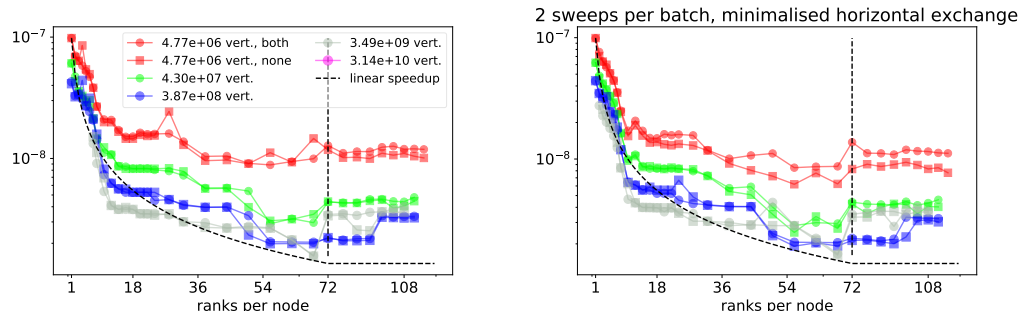 2 sweeps per batch, minimalised horizontal exchange
10⁻⁷
10⁻⁸
4.77e+06 vert., both
4.77e+06 vert., none
4.30e+07 vert.
3.87e+08 vert.
3.49e+09 vert.
3.14e+10 vert.
linear speedup
1 18 36 54 72 108
ranks per node
10⁻⁷
10⁻⁸
1 18 36 54 72 108
ranks per node